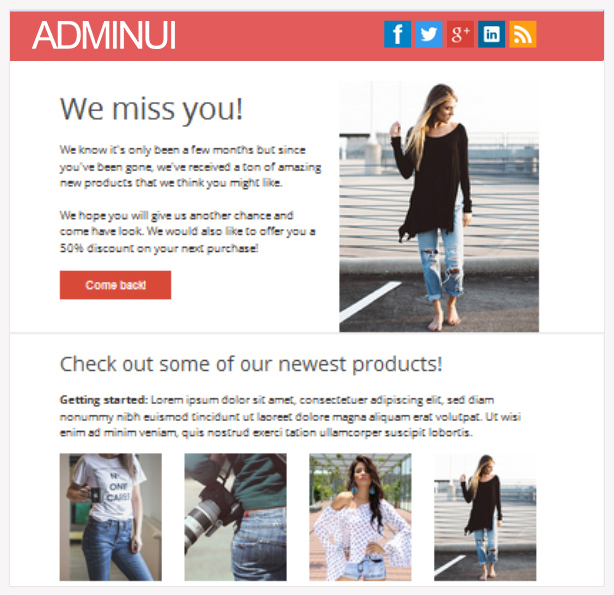 ADMINUI
We miss you!
We know it's only been a few months but since
you've been gone, we've received a ton of amazing
new products that we think you might like.
We hope you will give us another chance and
come have look. We would also like to offer you a
50% discount on your next purchase!
Come back!
Check out some of our newest products!
Getting started: Lorem ipsum dolor sit amet, consectetuer adipiscing elit, sed diam
nonummy nibh euismod tincidunt ut laoreet dolore magna aliquam erat volutpat. Ut wisi
enim ad minim veniam, quis nostrud exerci tation ullamcorper suscipit lobortis.
ONE
CARES